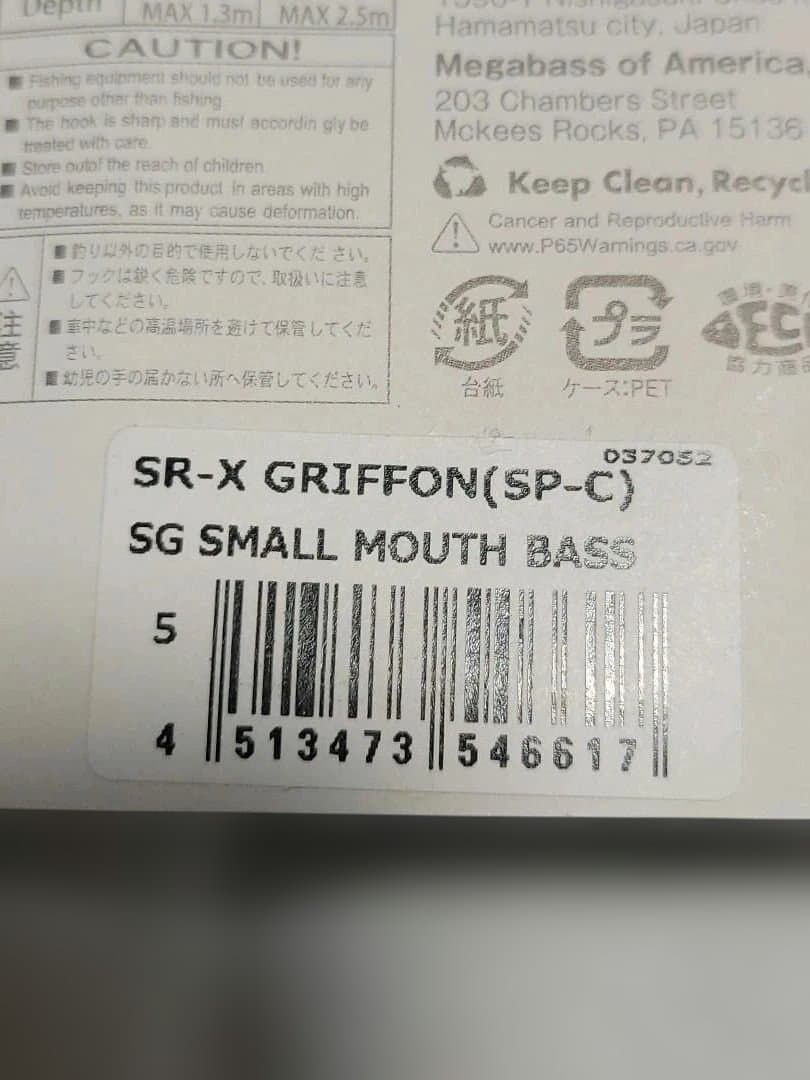 Depth MAX 1.3m MAX 2.5m
CAUTION!
■ Fishing equipment should not be used for any
purpose other than fishing.
■ The hook is sharp and must accordin gly be
treated with care.
■ Store outof the reach of children.
■ Avoid keeping this product in areas with high
temperatures, as it may cause deformation.
注意
■ 釣り以外の目的で使用しないでくだ さい。
■ フックは鋭く危険ですので、取扱いに注意
してください。
■ 車中などの高温場所を避けて保管してくだ
さい。
■ 幼児の手の届かない所へ保管してください。
Hamamatsu city, Japan
Megabass of America,
203 Chambers Street
Mckees Rocks, PA 15136
Keep Clean, Recycl
Cancer and Reproductive Harm
www.P65Warnings.ca.gov
紙
台紙
プラ
ケース:PET
環境・美
ECO
協力商
037052
SR-X GRIFFON(SP-C)
SG SMALL MOUTH BASS
5
4 513473 546617